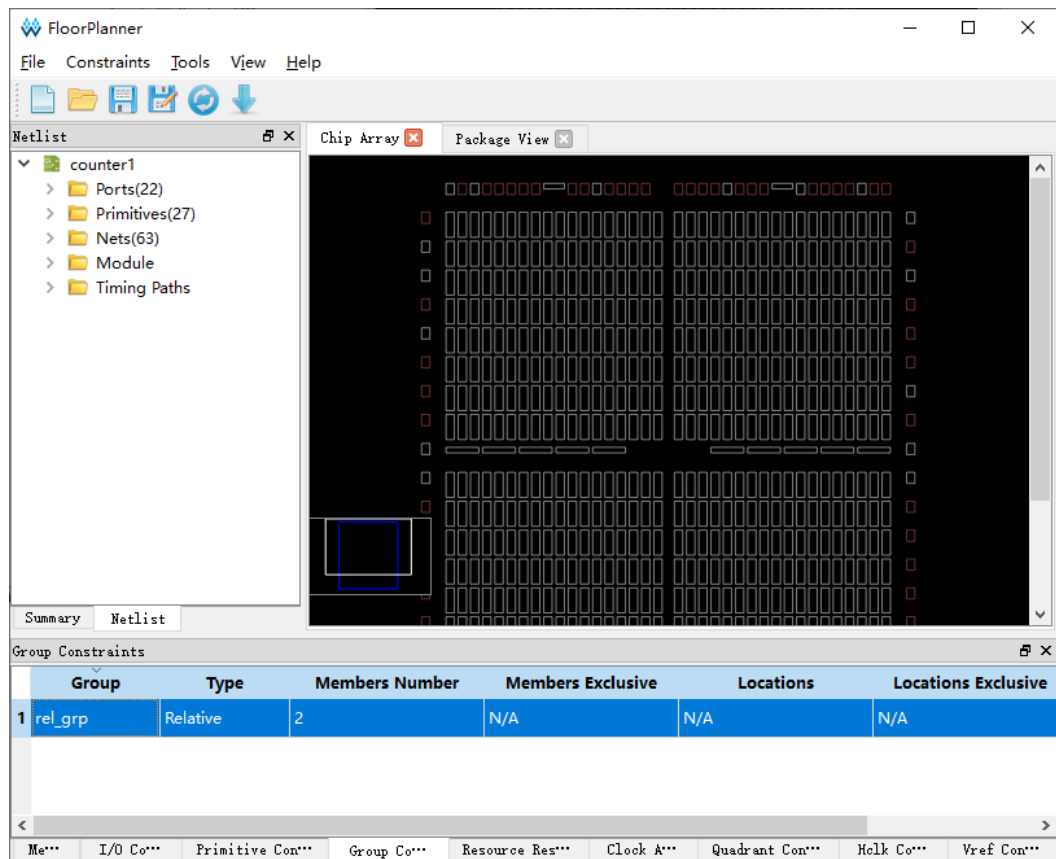 FloorPlanner
File Constraints Tools View Help
Netlist
Chip Array Package View
counter1
Ports(22)
Primitives(27)
Nets(63)
Module
Timing Paths
Summary Netlist
Group Constraints
Group Type Members Number Members Exclusive Locations Locations Exclusive
1 rel_grp Relative 2 N/A N/A N/A
Me··· I/O Co··· Primitive Con··· Group Co··· Resource Res··· Clock A··· Quadrant Con··· Hclk Co··· Vref Con···